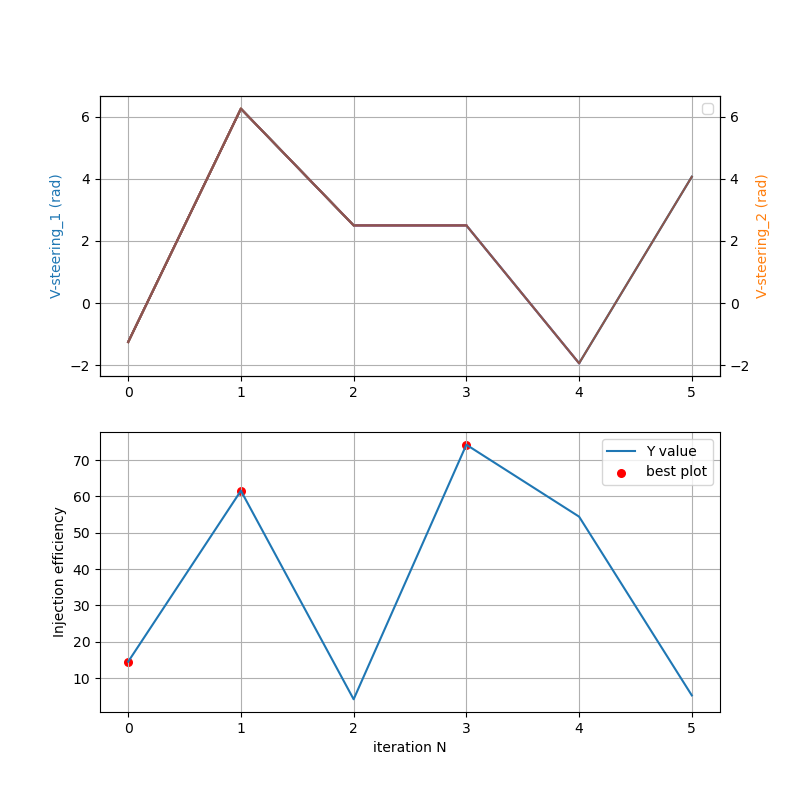 6
4
2
0
−2
V-steering_1 (rad)
6
4
2
0
−2
V-steering_2 (rad)
0 1 2 3 4 5
70
60
50
40
30
20
10
Injection efficiency
Y value
best plot
0 1 2 3 4 5
iteration N